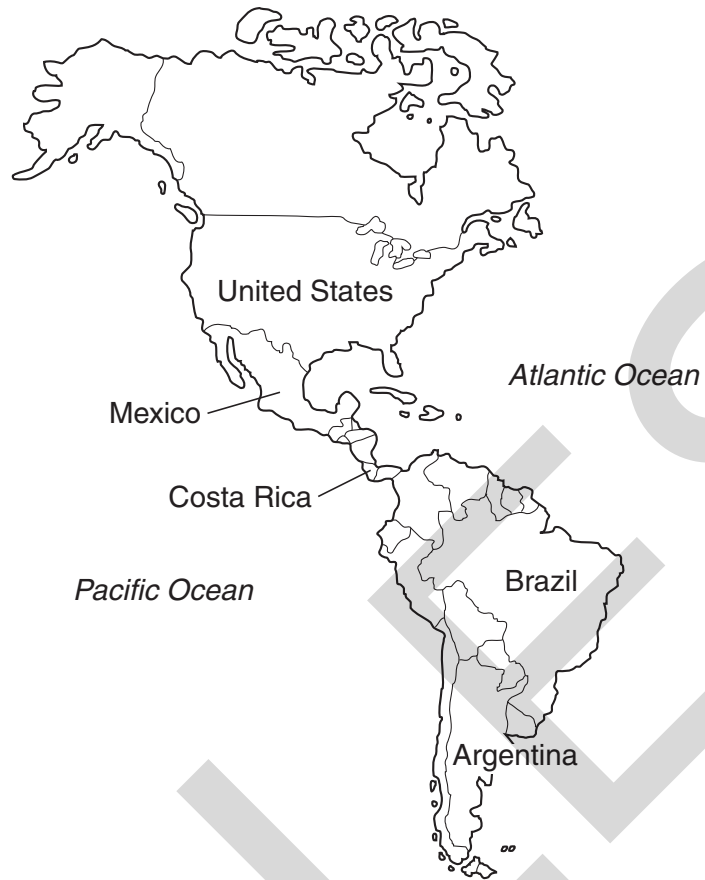 United States
Atlantic Ocean
Mexico
Costa Rica
Pacific Ocean
Brazil
Argentina